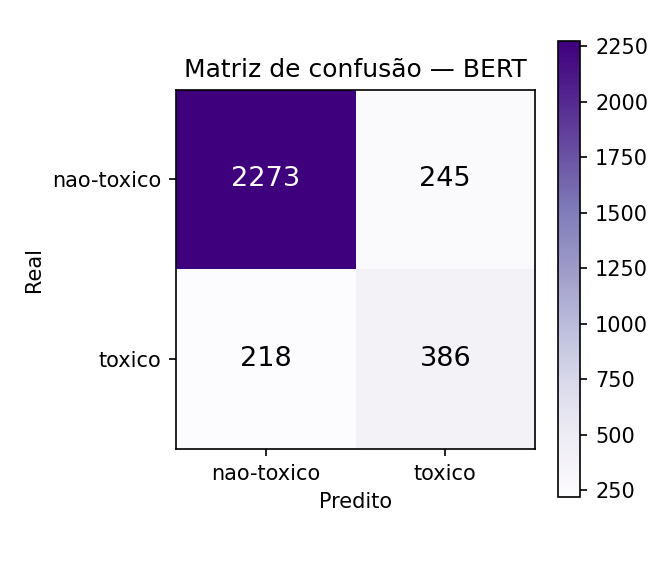 Matriz de confusão — BERT
nao-toxico
toxico
Real
2273 245
218 386
nao-toxico toxico
Predito
2250
2000
1750
1500
1250
1000
750
500
250